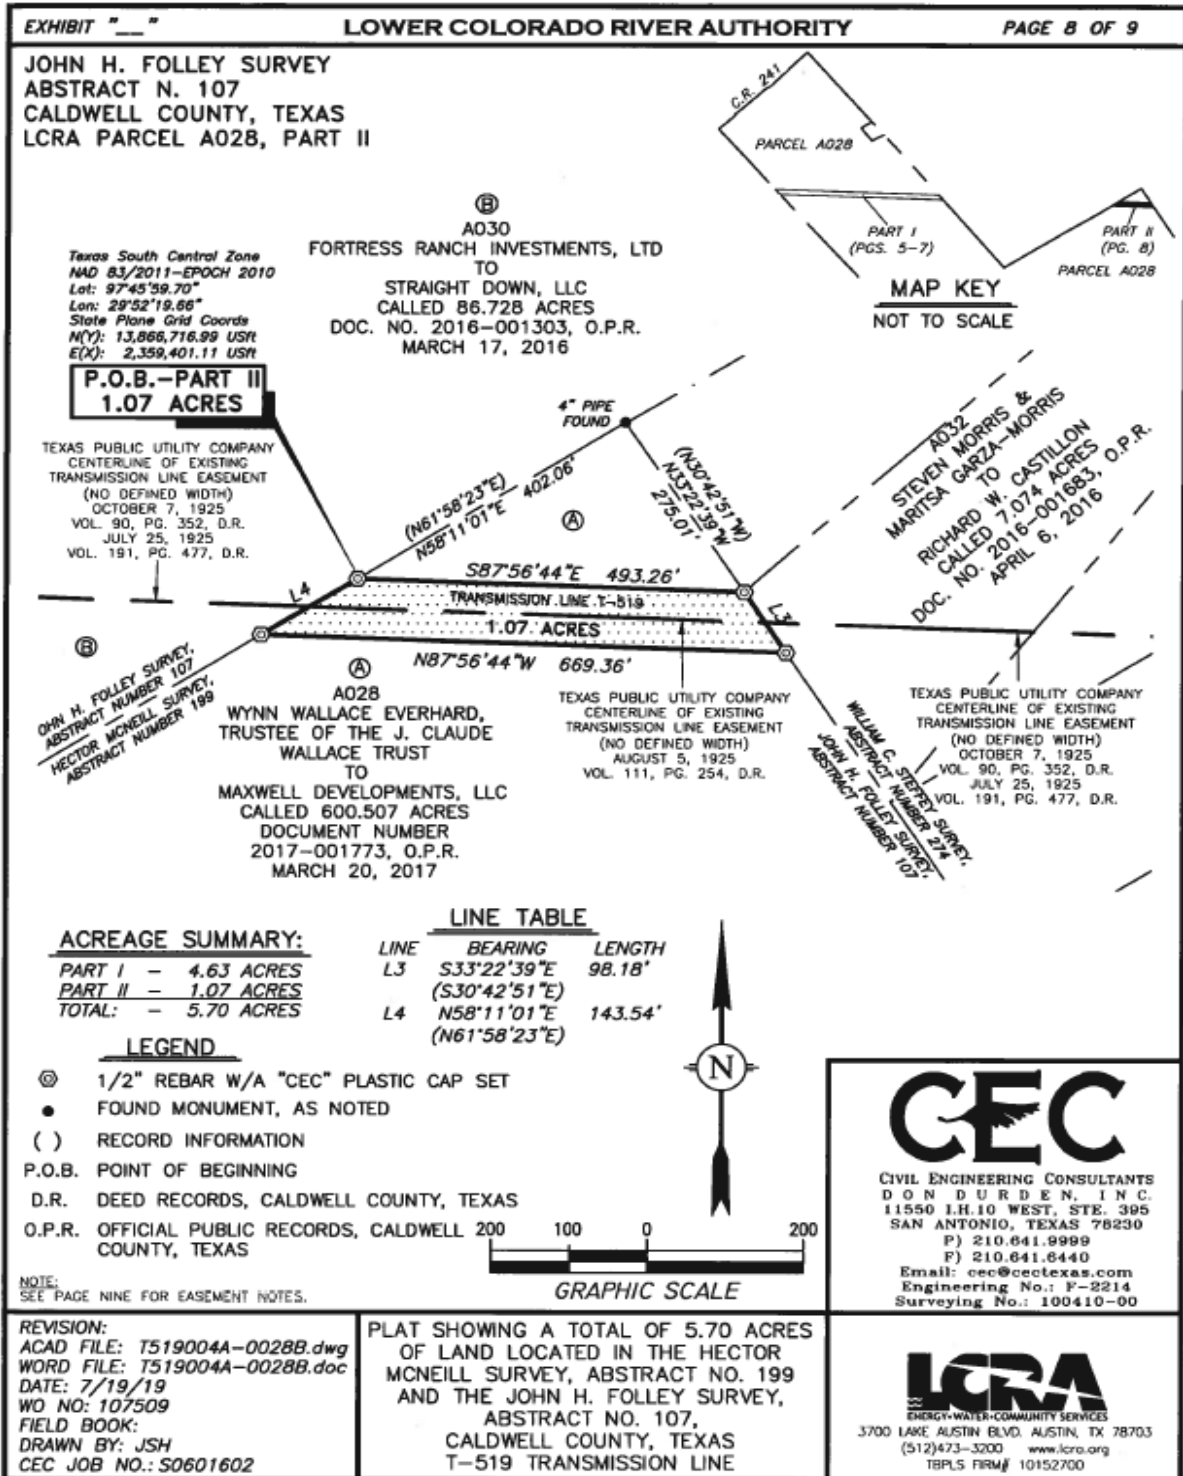 EXHIBIT "__"
LOWER COLORADO RIVER AUTHORITY
PAGE 8 OF 9
JOHN H. FOLLEY SURVEY
ABSTRACT N. 107
CALDWELL COUNTY, TEXAS
LCRA PARCEL A028, PART II
C.R. 241
PARCEL A028
PART I
(PGS. 5-7)
PART II
(PG. 8)
PARCEL A028
MAP KEY
NOT TO SCALE
B
A030
FORTRESS RANCH INVESTMENTS, LTD
TO
STRAIGHT DOWN, LLC
CALLED 86.728 ACRES
DOC. NO. 2016-001303, O.P.R.
MARCH 17, 2016
Texas South Central Zone
NAD 83/2011-EPOCH 2010
Lat: 97°45'59.70"
Lon: 29°52'19.66"
State Plane Grid Coords
N(Y): 13,866,716.99 USft
E(X): 2,359,401.11 USft
P.O.B.-PART II
1.07 ACRES
TEXAS PUBLIC UTILITY COMPANY
CENTERLINE OF EXISTING
TRANSMISSION LINE EASEMENT
(NO DEFINED WIDTH)
OCTOBER 7, 1925
VOL. 90, PG. 352, D.R.
JULY 25, 1925
VOL. 191, PG. 477, D.R.
4" PIPE
FOUND
(N61°58'23"E)
N58°11'01"E 402.06'
A
(N30°42'51"W)
N33°22'39"W
275.01'
A032
STEVEN MORRIS &
MARITSA GARZA-MORRIS
TO
RICHARD W. CASTILLON
CALLED 7.074 ACRES
DOC. NO. 2016-001683, O.P.R.
APRIL 6, 2016
S87°56'44"E 493.26'
L4
TRANSMISSION LINE T-519
1.07 ACRES
L3
N87°56'44"W 669.36'
B
OHN H. FOLLEY SURVEY,
ABSTRACT NUMBER 107
HECTOR MCNEILL SURVEY,
ABSTRACT NUMBER 199
A
A028
WYNN WALLACE EVERHARD,
TRUSTEE OF THE J. CLAUDE
WALLACE TRUST
TO
MAXWELL DEVELOPMENTS, LLC
CALLED 600.507 ACRES
DOCUMENT NUMBER
2017-001773, O.P.R.
MARCH 20, 2017
TEXAS PUBLIC UTILITY COMPANY
CENTERLINE OF EXISTING
TRANSMISSION LINE EASEMENT
(NO DEFINED WIDTH)
AUGUST 5, 1925
VOL. 111, PG. 254, D.R.
WILLIAM C. STEFFEY SURVEY,
ABSTRACT NUMBER 274
JOHN H. FOLLEY SURVEY,
ABSTRACT NUMBER 107
TEXAS PUBLIC UTILITY COMPANY
CENTERLINE OF EXISTING
TRANSMISSION LINE EASEMENT
(NO DEFINED WIDTH)
OCTOBER 7, 1925
VOL. 90, PG. 352, D.R.
JULY 25, 1925
VOL. 191, PG. 477, D.R.
ACREAGE SUMMARY:
PART I - 4.63 ACRES
PART II - 1.07 ACRES
TOTAL: - 5.70 ACRES
LINE TABLE
LINE BEARING LENGTH
L3 S33°22'39"E 98.18'
(S30°42'51"E)
L4 N58°11'01"E 143.54'
(N61°58'23"E)
LEGEND
1/2" REBAR W/A "CEC" PLASTIC CAP SET
FOUND MONUMENT, AS NOTED
( ) RECORD INFORMATION
P.O.B. POINT OF BEGINNING
D.R. DEED RECORDS, CALDWELL COUNTY, TEXAS
O.P.R. OFFICIAL PUBLIC RECORDS, CALDWELL
COUNTY, TEXAS
NOTE:
SEE PAGE NINE FOR EASEMENT NOTES.
N
200 100 0 200
GRAPHIC SCALE
CEC
CIVIL ENGINEERING CONSULTANTS
DON DURDEN, INC.
11550 I.H.10 WEST, STE. 395
SAN ANTONIO, TEXAS 78230
P) 210.641.9999
F) 210.641.6440
Email: cec@cectexas.com
Engineering No.: F-2214
Surveying No.: 100410-00
REVISION:
ACAD FILE: T519004A-0028B.dwg
WORD FILE: T519004A-0028B.doc
DATE: 7/19/19
WO NO: 107509
FIELD BOOK:
DRAWN BY: JSH
CEC JOB NO.: S0601602
PLAT SHOWING A TOTAL OF 5.70 ACRES
OF LAND LOCATED IN THE HECTOR
MCNEILL SURVEY, ABSTRACT NO. 199
AND THE JOHN H. FOLLEY SURVEY,
ABSTRACT NO. 107,
CALDWELL COUNTY, TEXAS
T-519 TRANSMISSION LINE
LCRA
ENERGY•WATER•COMMUNITY SERVICES
3700 LAKE AUSTIN BLVD. AUSTIN, TX 78703
(512)473-3200 www.lcra.org
TBPLS FIRM# 10152700